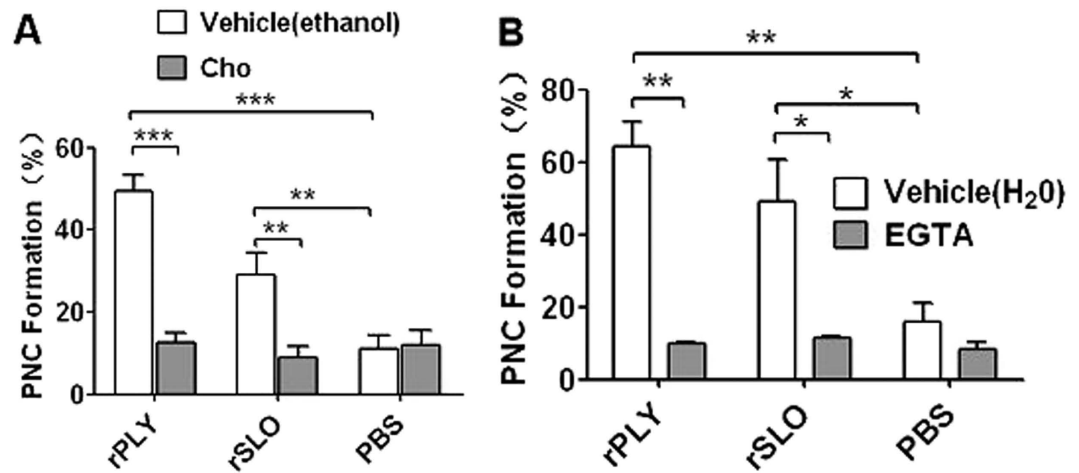 A
Vehicle(ethanol)
Cho
PNC Formation (%)
60
40
20
0
***
***
**
**
rPLY
rSLO
PBS
B
PNC Formation (%)
80
60
40
20
0
**
**
*
*
Vehicle(H₂0)
EGTA
rPLY
rSLO
PBS